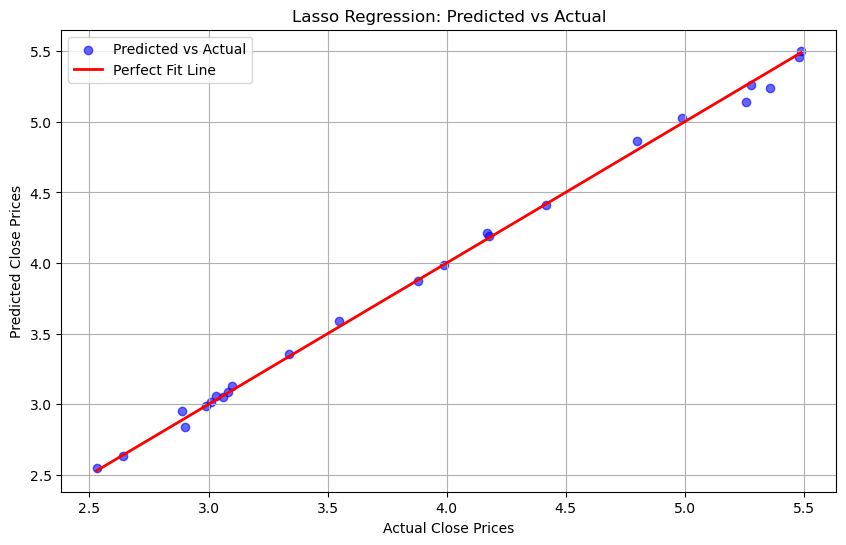 Lasso Regression: Predicted vs Actual
Predicted vs Actual
Perfect Fit Line
5.5
5.0
4.5
4.0
3.5
3.0
2.5
Predicted Close Prices
2.5 3.0 3.5 4.0 4.5 5.0 5.5
Actual Close Prices